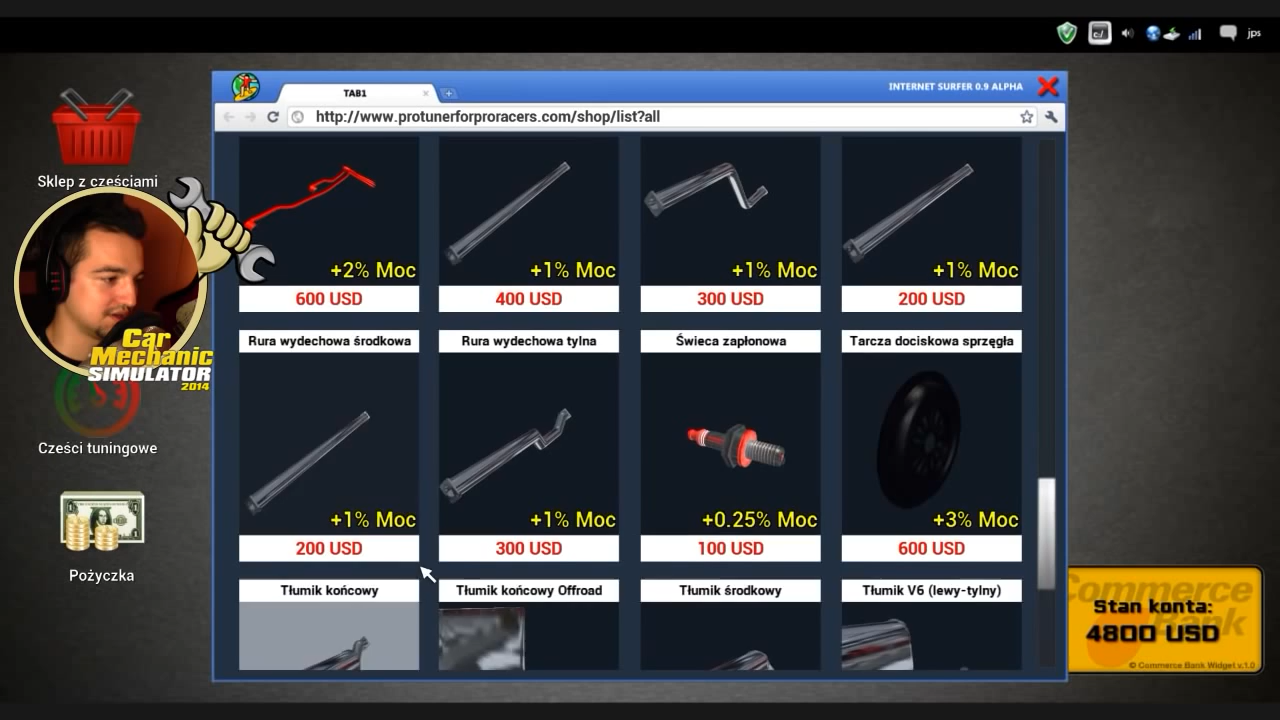 jps
TAB1
INTERNET SURFER 0.9 ALPHA
http://www.protunerforproracers.com/shop/list?all
Sklep z cześciami
+2% Moc
+1% Moc
+1% Moc
+1% Moc
600 USD
400 USD
300 USD
200 USD
Car
Mechanic
SIMULATOR
2014
Rura wydechowa środkowa
Rura wydechowa tylna
Świeca zapłonowa
Tarcza dociskowa sprzęgła
Cześci tuningowe
+1% Moc
+1% Moc
+0.25% Moc
+3% Moc
200 USD
300 USD
100 USD
600 USD
Pożyczka
Tłumik końcowy
Tłumik końcowy Offroad
Tłumik środkowy
Tłumik V6 (lewy-tylny)
Commerce
Bank
Stan konta:
4800 USD
© Commerce Bank Widget v.1.0